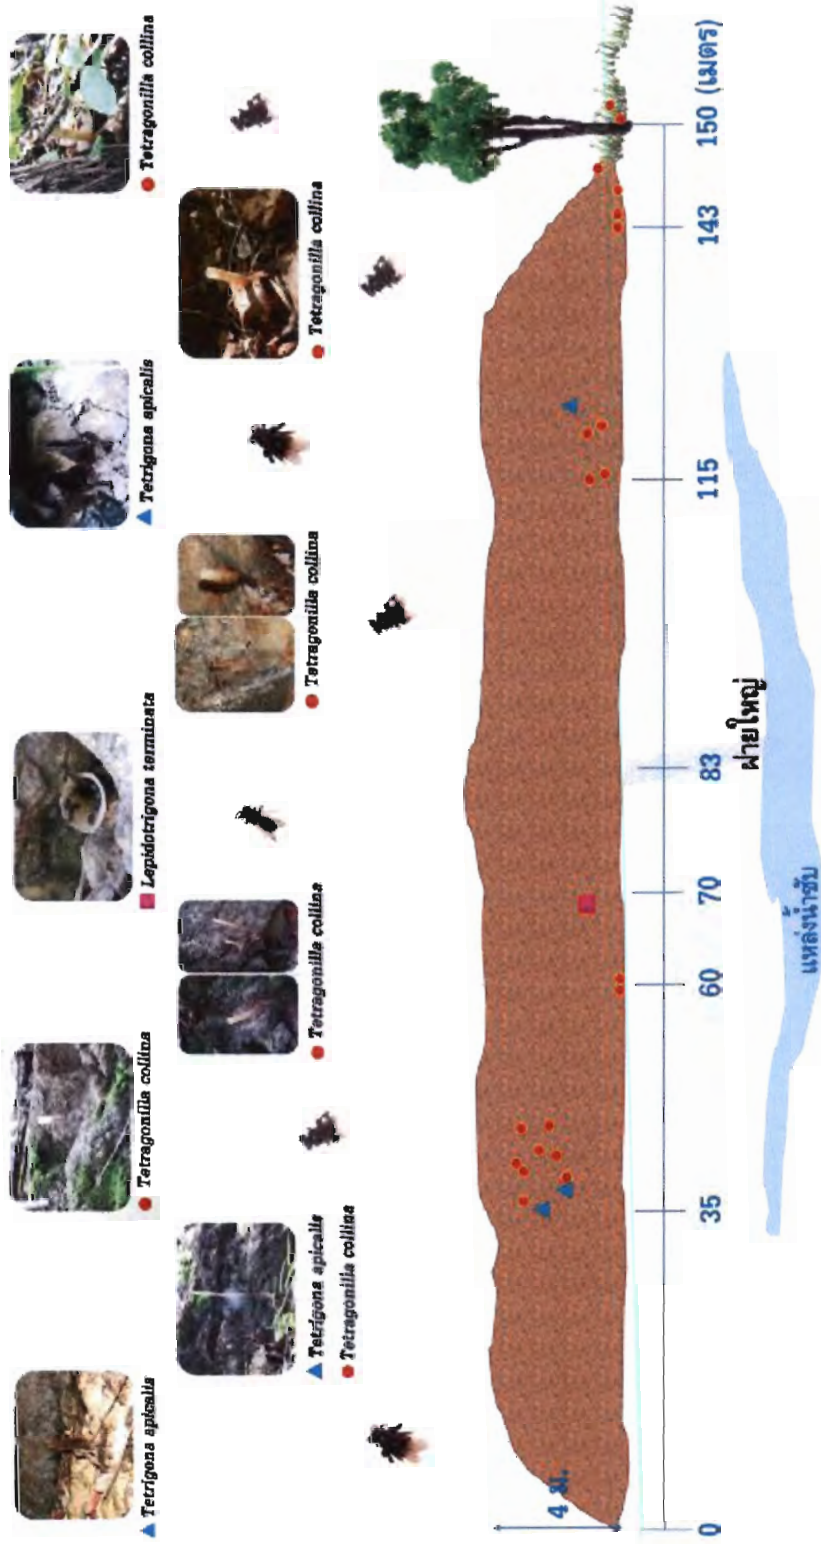 Tetrigona apicalis
Tetragonilla collina
Lepidotrigona terminata
Tetrigona apicalis
Tetragonilla collina
Tetrigona apicalis
Tetragonilla collina
Tetragonilla collina
Tetragonilla collina
Tetragonilla collina
4 ม.
0 35 60 70 83 115 143 150 (เมตร)
ฝายใหญ่
แหล่งน้ำซับ